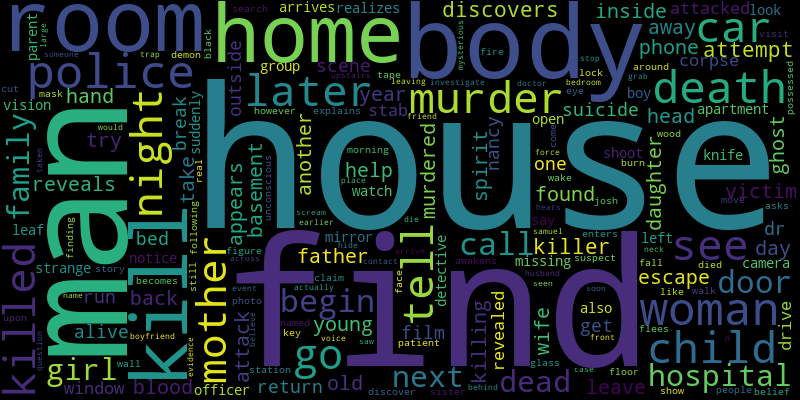 room
home
body
house
find
man
kill
police
later
murder
death
car
night
mother
killed
girl
family
reveals
vision
parent
hand
try
break
suddenly
take
outside
scene
group
arrives
search
realizes
discovers
inside
away
phone
attacked
look
visit
attempt
corpse
boy
suicide
head
apartment
ghost
knife
victim
daughter
shoot
open
one
found
spirit
nancy
murdered
help
watch
another
basement
appears
year
stab
however
explains
tape
leaving
friend
mysterious
fire
doctor
investigate
bedroom
eye
lock
around
grab
stop
possessed
someone
large
trap
demon
upstairs
black
mask
cut
would
taken
real
following
still
morning
place
unconscious
scream
earlier
die
hears
force
wake
come
josh
burn
wood
move
asks
say
samuel
enters
left
neck
fall
died
camera
dr
day
see
door
escape
missing
suspect
killer
call
tell
detective
father
mirror
hide
figure
across
claim
contact
face
awakens
husband
seen
soon
like
walk
flees
woman
drive
child
hospital
leaf
strange
story
finding
bed
notice
becomes
run
back
alive
name
upon
question
wall
boyfriend
evidence
window
blood
officer
attack
event
photo
believe
actually
begin
young
named
key
voice
saw
go
station
return
old
discover
film
patient
next
sister
behind
killing
dead
revealed
wife
also
get
glass
case
front
floor
leave
show
people
belief